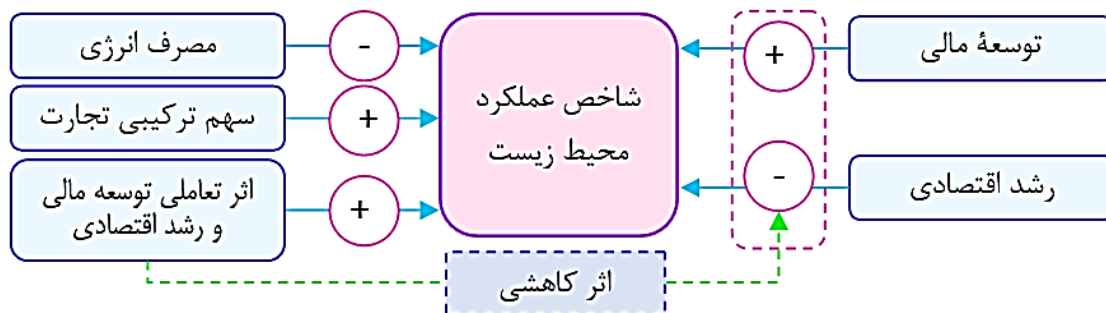 توسعهٔ مالی
+
رشد اقتصادی
-
شاخص عملکرد
محیط زیست
-
مصرف انرژی
+
سهم ترکیبی تجارت
+
اثر تعاملی توسعه مالی
و رشد اقتصادی
اثر کاهشی